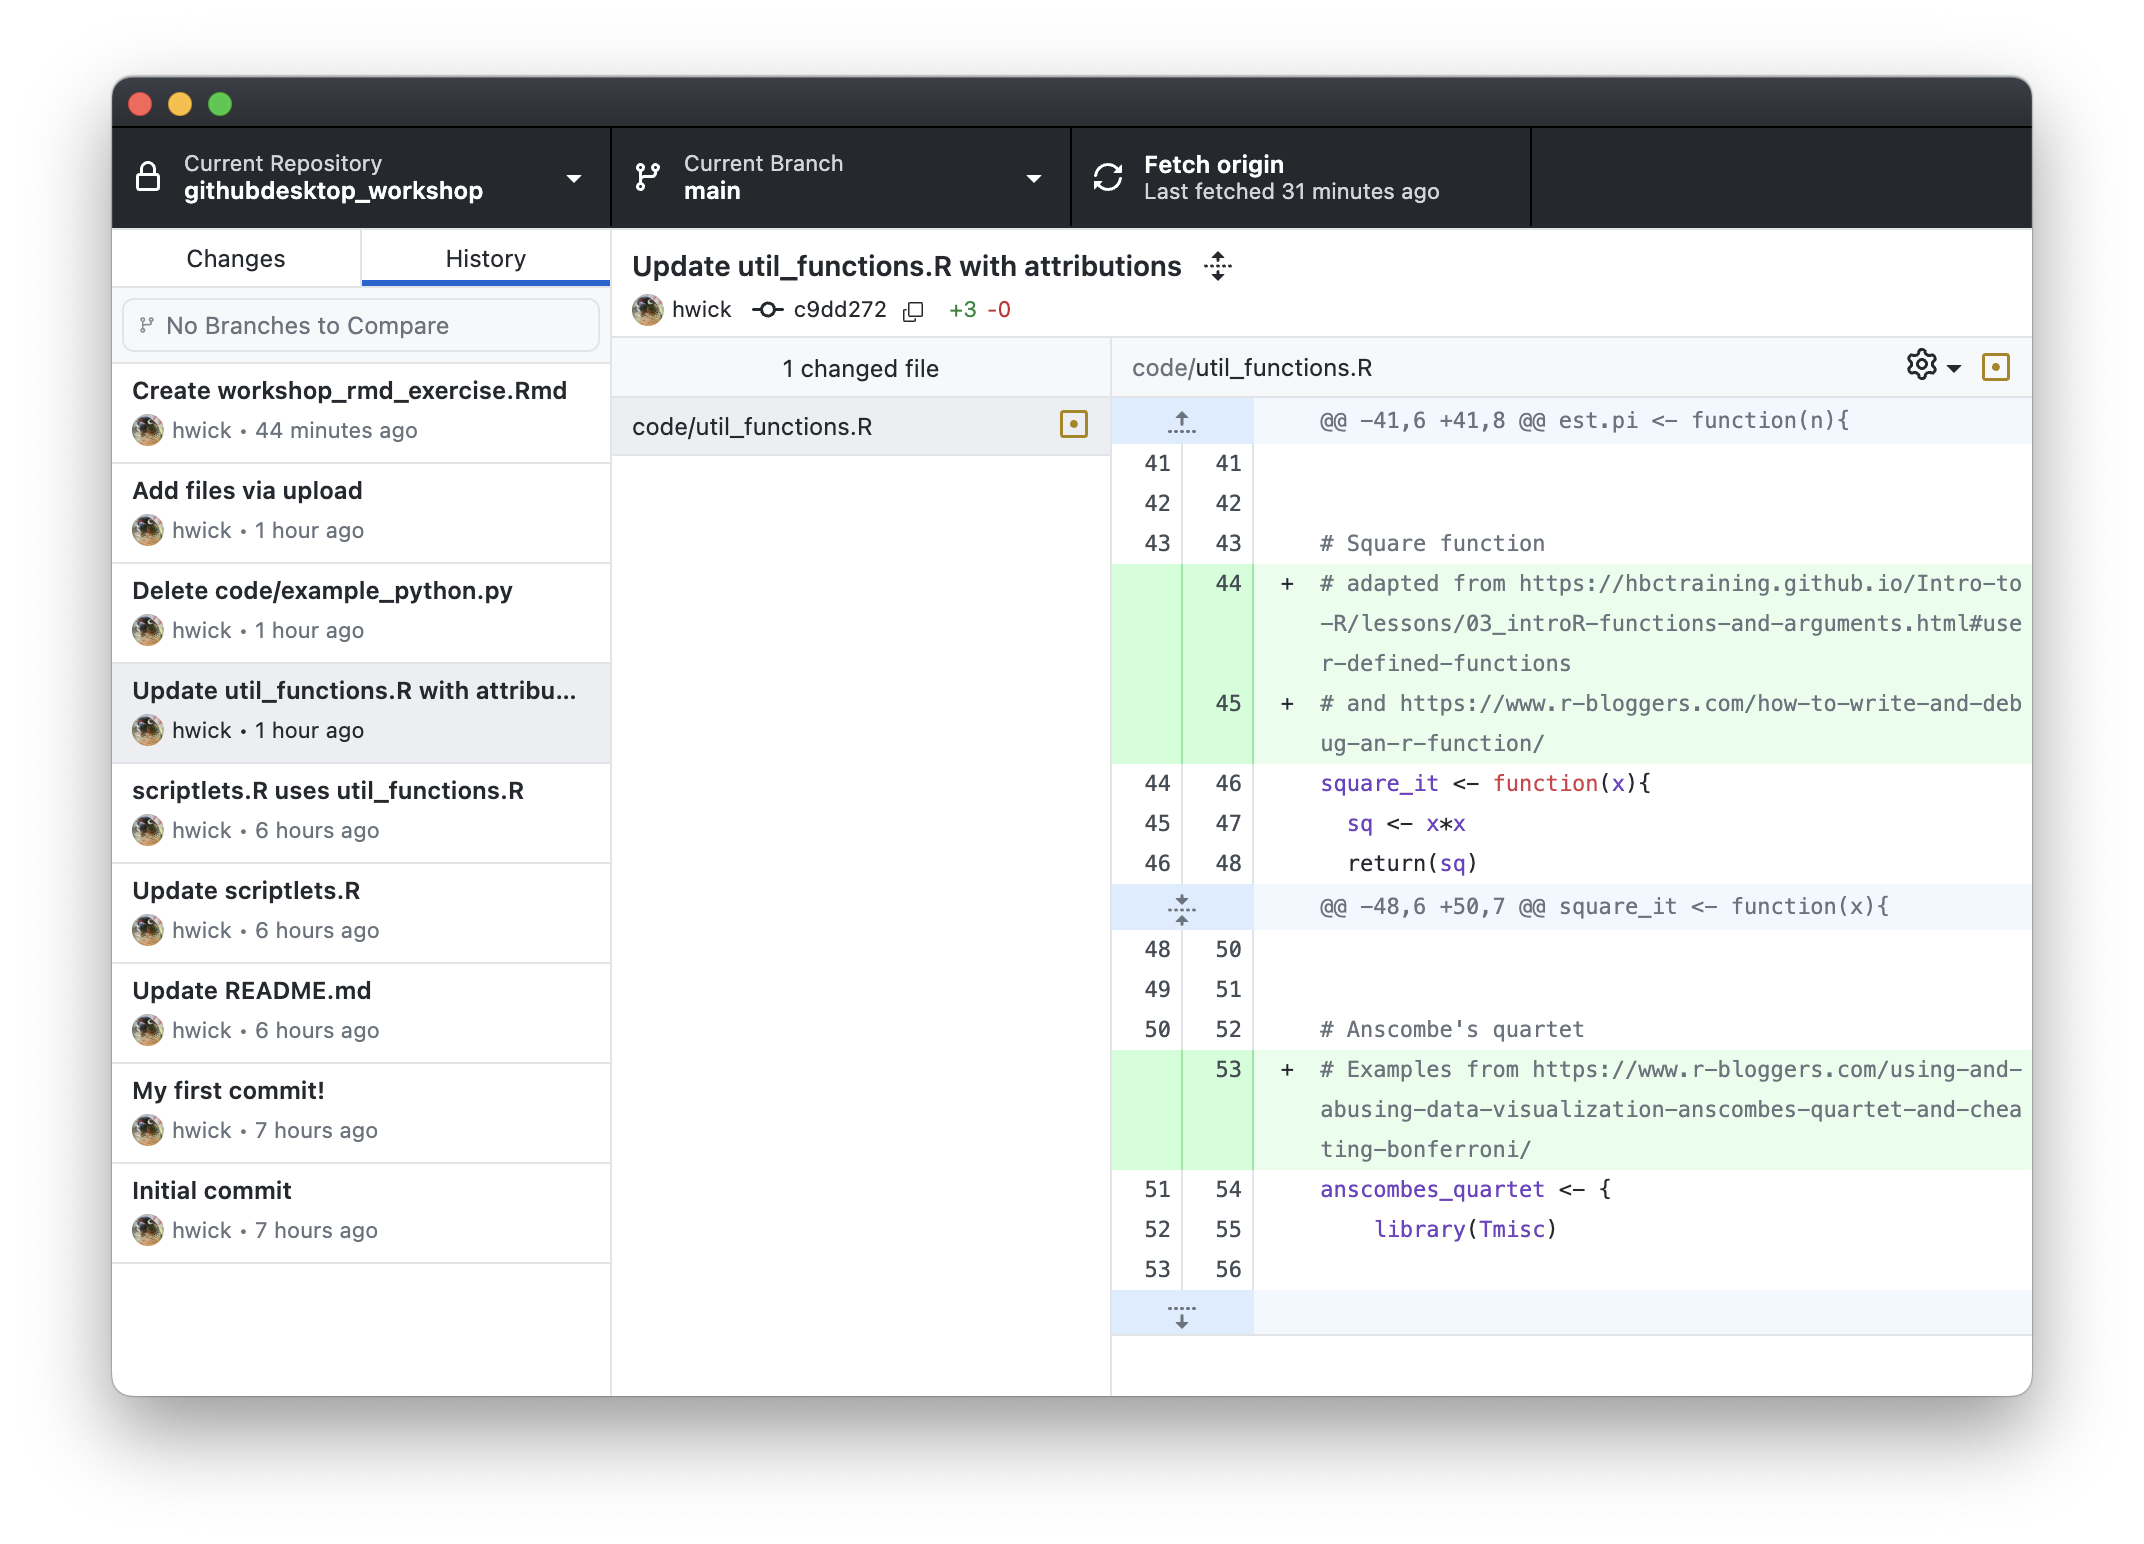 Current Repository
githubdesktop_workshop
Current Branch
main
Fetch origin
Last fetched 31 minutes ago
Changes
History
No Branches to Compare
Create workshop_rmd_exercise.Rmd
hwick • 44 minutes ago
Add files via upload
hwick • 1 hour ago
Delete code/example_python.py
hwick • 1 hour ago
Update util_functions.R with attribu...
hwick • 1 hour ago
scriptlets.R uses util_functions.R
hwick • 6 hours ago
Update scriptlets.R
hwick • 6 hours ago
Update README.md
hwick • 6 hours ago
My first commit!
hwick • 7 hours ago
Initial commit
hwick • 7 hours ago
Update util_functions.R with attributions
hwick c9dd272 +3 -0
1 changed file
code/util_functions.R
code/util_functions.R
@@ -41,6 +41,8 @@ est.pi <- function(n){
41 41
42 42
43 43 # Square function
44 + # adapted from https://hbctraining.github.io/Intro-to
-R/lessons/03_introR-functions-and-arguments.html#use
r-defined-functions
45 + # and https://www.r-bloggers.com/how-to-write-and-deb
ug-an-r-function/
44 46 square_it <- function(x){
45 47 sq <- x*x
46 48 return(sq)
@@ -48,6 +50,7 @@ square_it <- function(x){
48 50
49 51
50 52 # Anscombe's quartet
53 + # Examples from https://www.r-bloggers.com/using-and-
abusing-data-visualization-anscombes-quartet-and-chea
ting-bonferroni/
51 54 anscombes_quartet <- {
52 55 library(Tmisc)
53 56